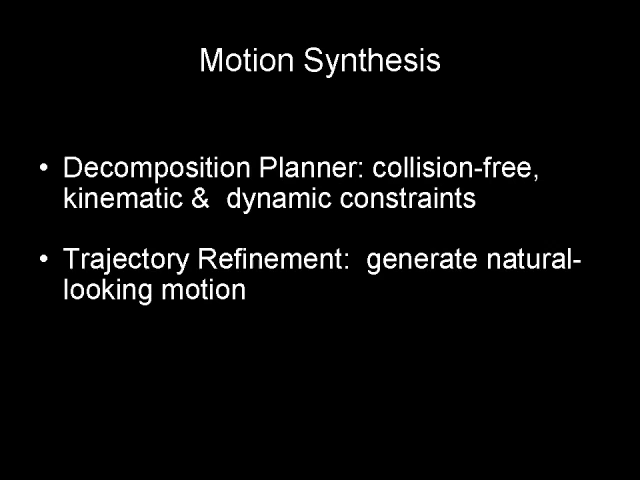 Motion Synthesis
• Decomposition Planner: collision-free,
kinematic &  dynamic constraints
• Trajectory Refinement:  generate natural-
looking motion